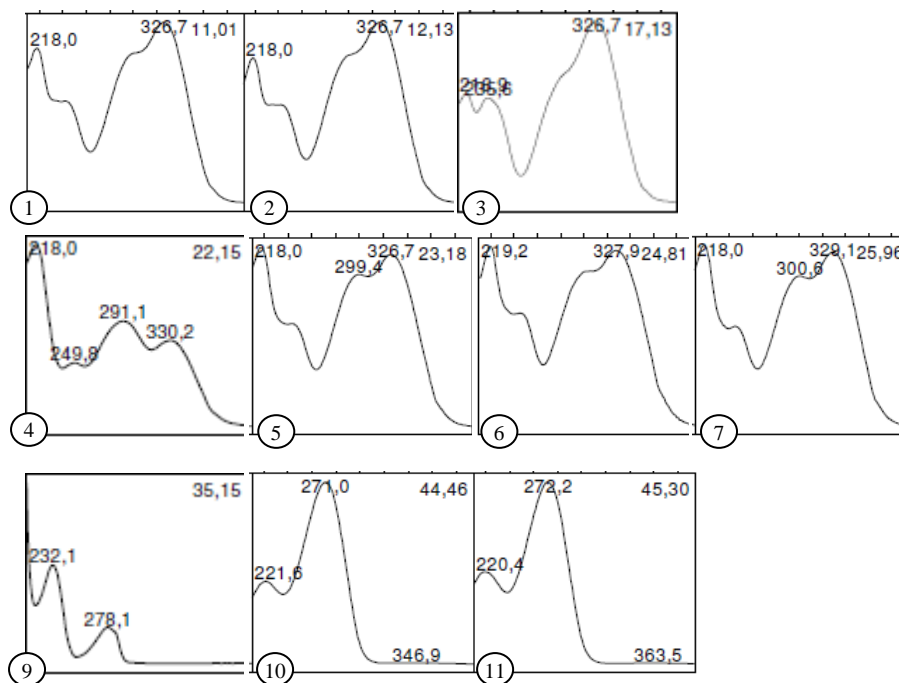 218,0 326,7 11,01
1
218,0 326,7 12,13
2
218,9 235,6 326,7 17,13
3
218,0 249,8 291,1 330,2 22,15
4
218,0 299,4 326,7 23,18
5
219,2 327,9 24,81
6
218,0 300,6 329,1 25,96
7
232,1 278,1 35,15
9
221,6 271,0 346,9 44,46
10
220,4 272,2 363,5 45,30
11